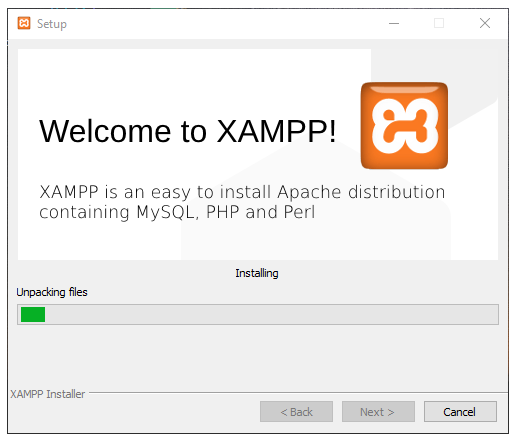 Setup
Welcome to XAMPP!
XAMPP is an easy to install Apache distribution
containing MySQL, PHP and Perl
Installing
Unpacking files
XAMPP Installer
< Back
Next >
Cancel